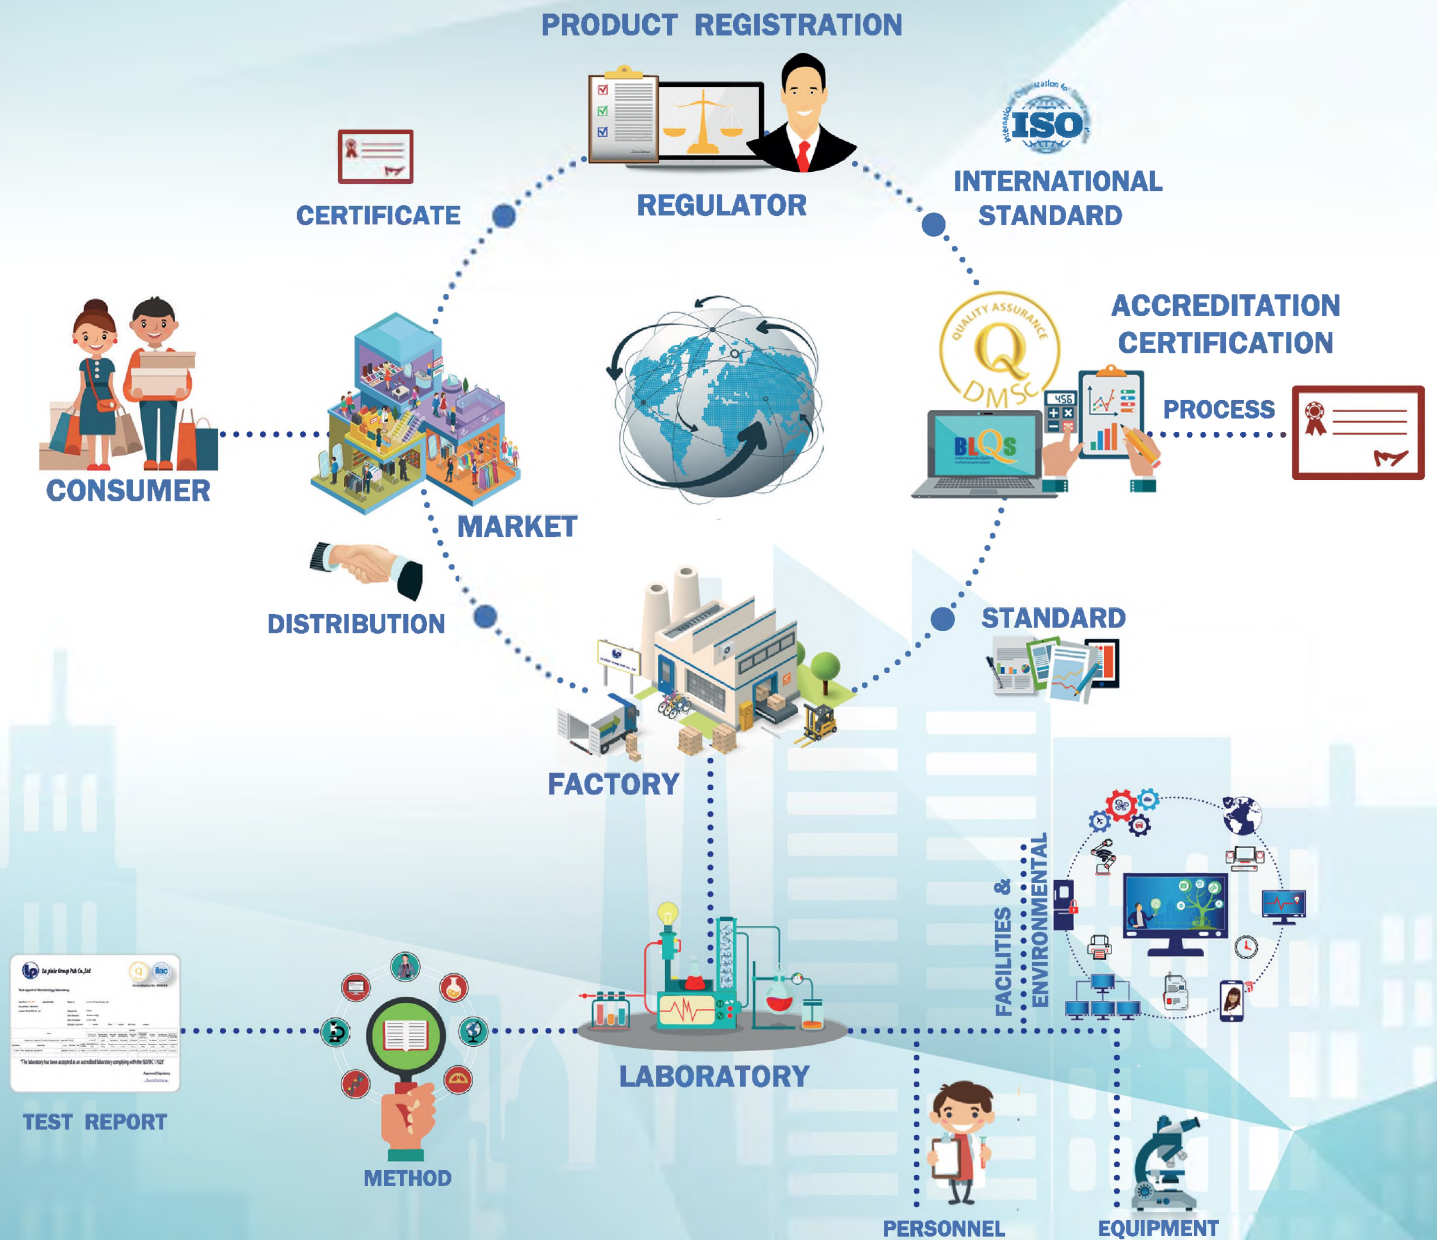 PRODUCT REGISTRATION
REGULATOR
ISO
INTERNATIONAL
STANDARD
CERTIFICATE
ACCREDITATION
CERTIFICATION
QUALITY ASSURANCE
Q
DMSC
456
BLQS
PROCESS
CONSUMER
MARKET
DISTRIBUTION
STANDARD
FACTORY
FACILITIES &
ENVIRONMENTAL
LABORATORY
TEST REPORT
METHOD
PERSONNEL
EQUIPMENT